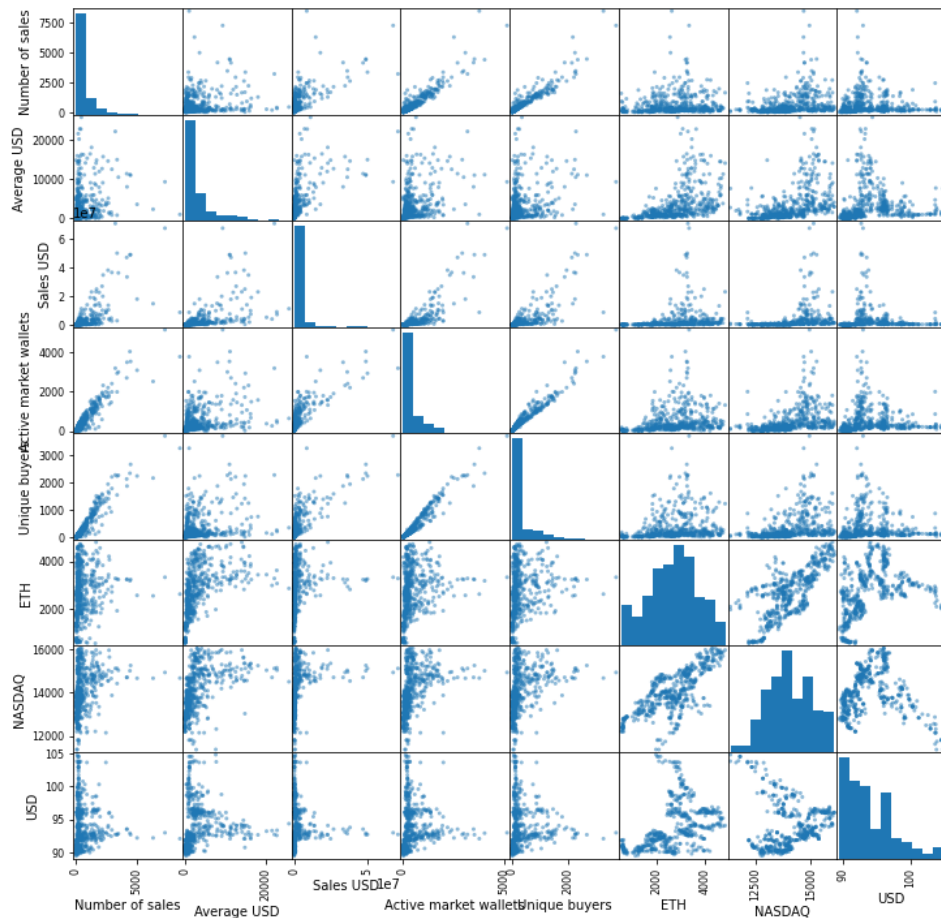 7500
5000
2500
0
Number of sales
20000
10000
0
Average USD
1e7
6
4
2
0
Sales USD
4000
2000
0
Active market wallets
3000
2000
1000
0
Unique buyers
4000
2000
ETH
16000
14000
12000
NASDAQ
105
100
95
90
USD
0
5000
Number of sales
0
20000
Average USD
0
5
1e7
Sales USD
0
5000
Active market wallets
0
2000
Unique buyers
2000
4000
ETH
12500
15000
NASDAQ
90
100
USD